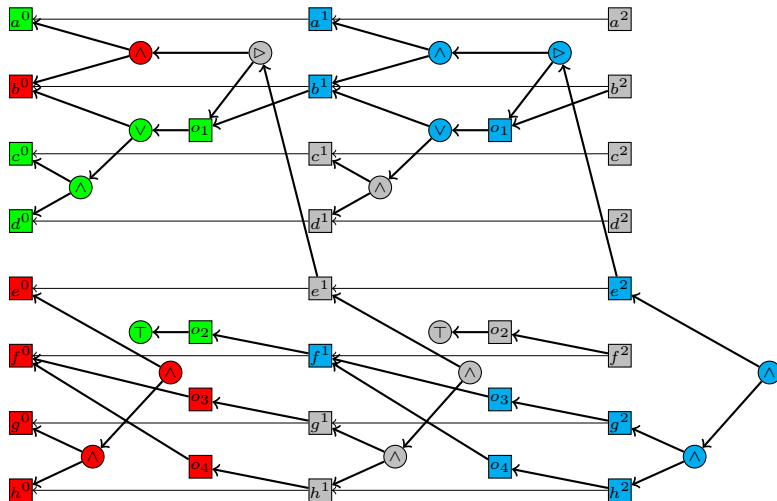 a⁰ a¹ a²
∧ ▷ ∧ ▷
b⁰ b¹ b²
∨ o₁ ∨ o₁
c⁰ c¹ c²
∧ ∧
d⁰ d¹ d²
e⁰ e¹ e²
⊤ o₂ ⊤ o₂
f⁰ f¹ f²
∧ ∧ ∧
o₃ o₃
g⁰ g¹ g²
∧ ∧ ∧
o₄ o₄
h⁰ h¹ h²